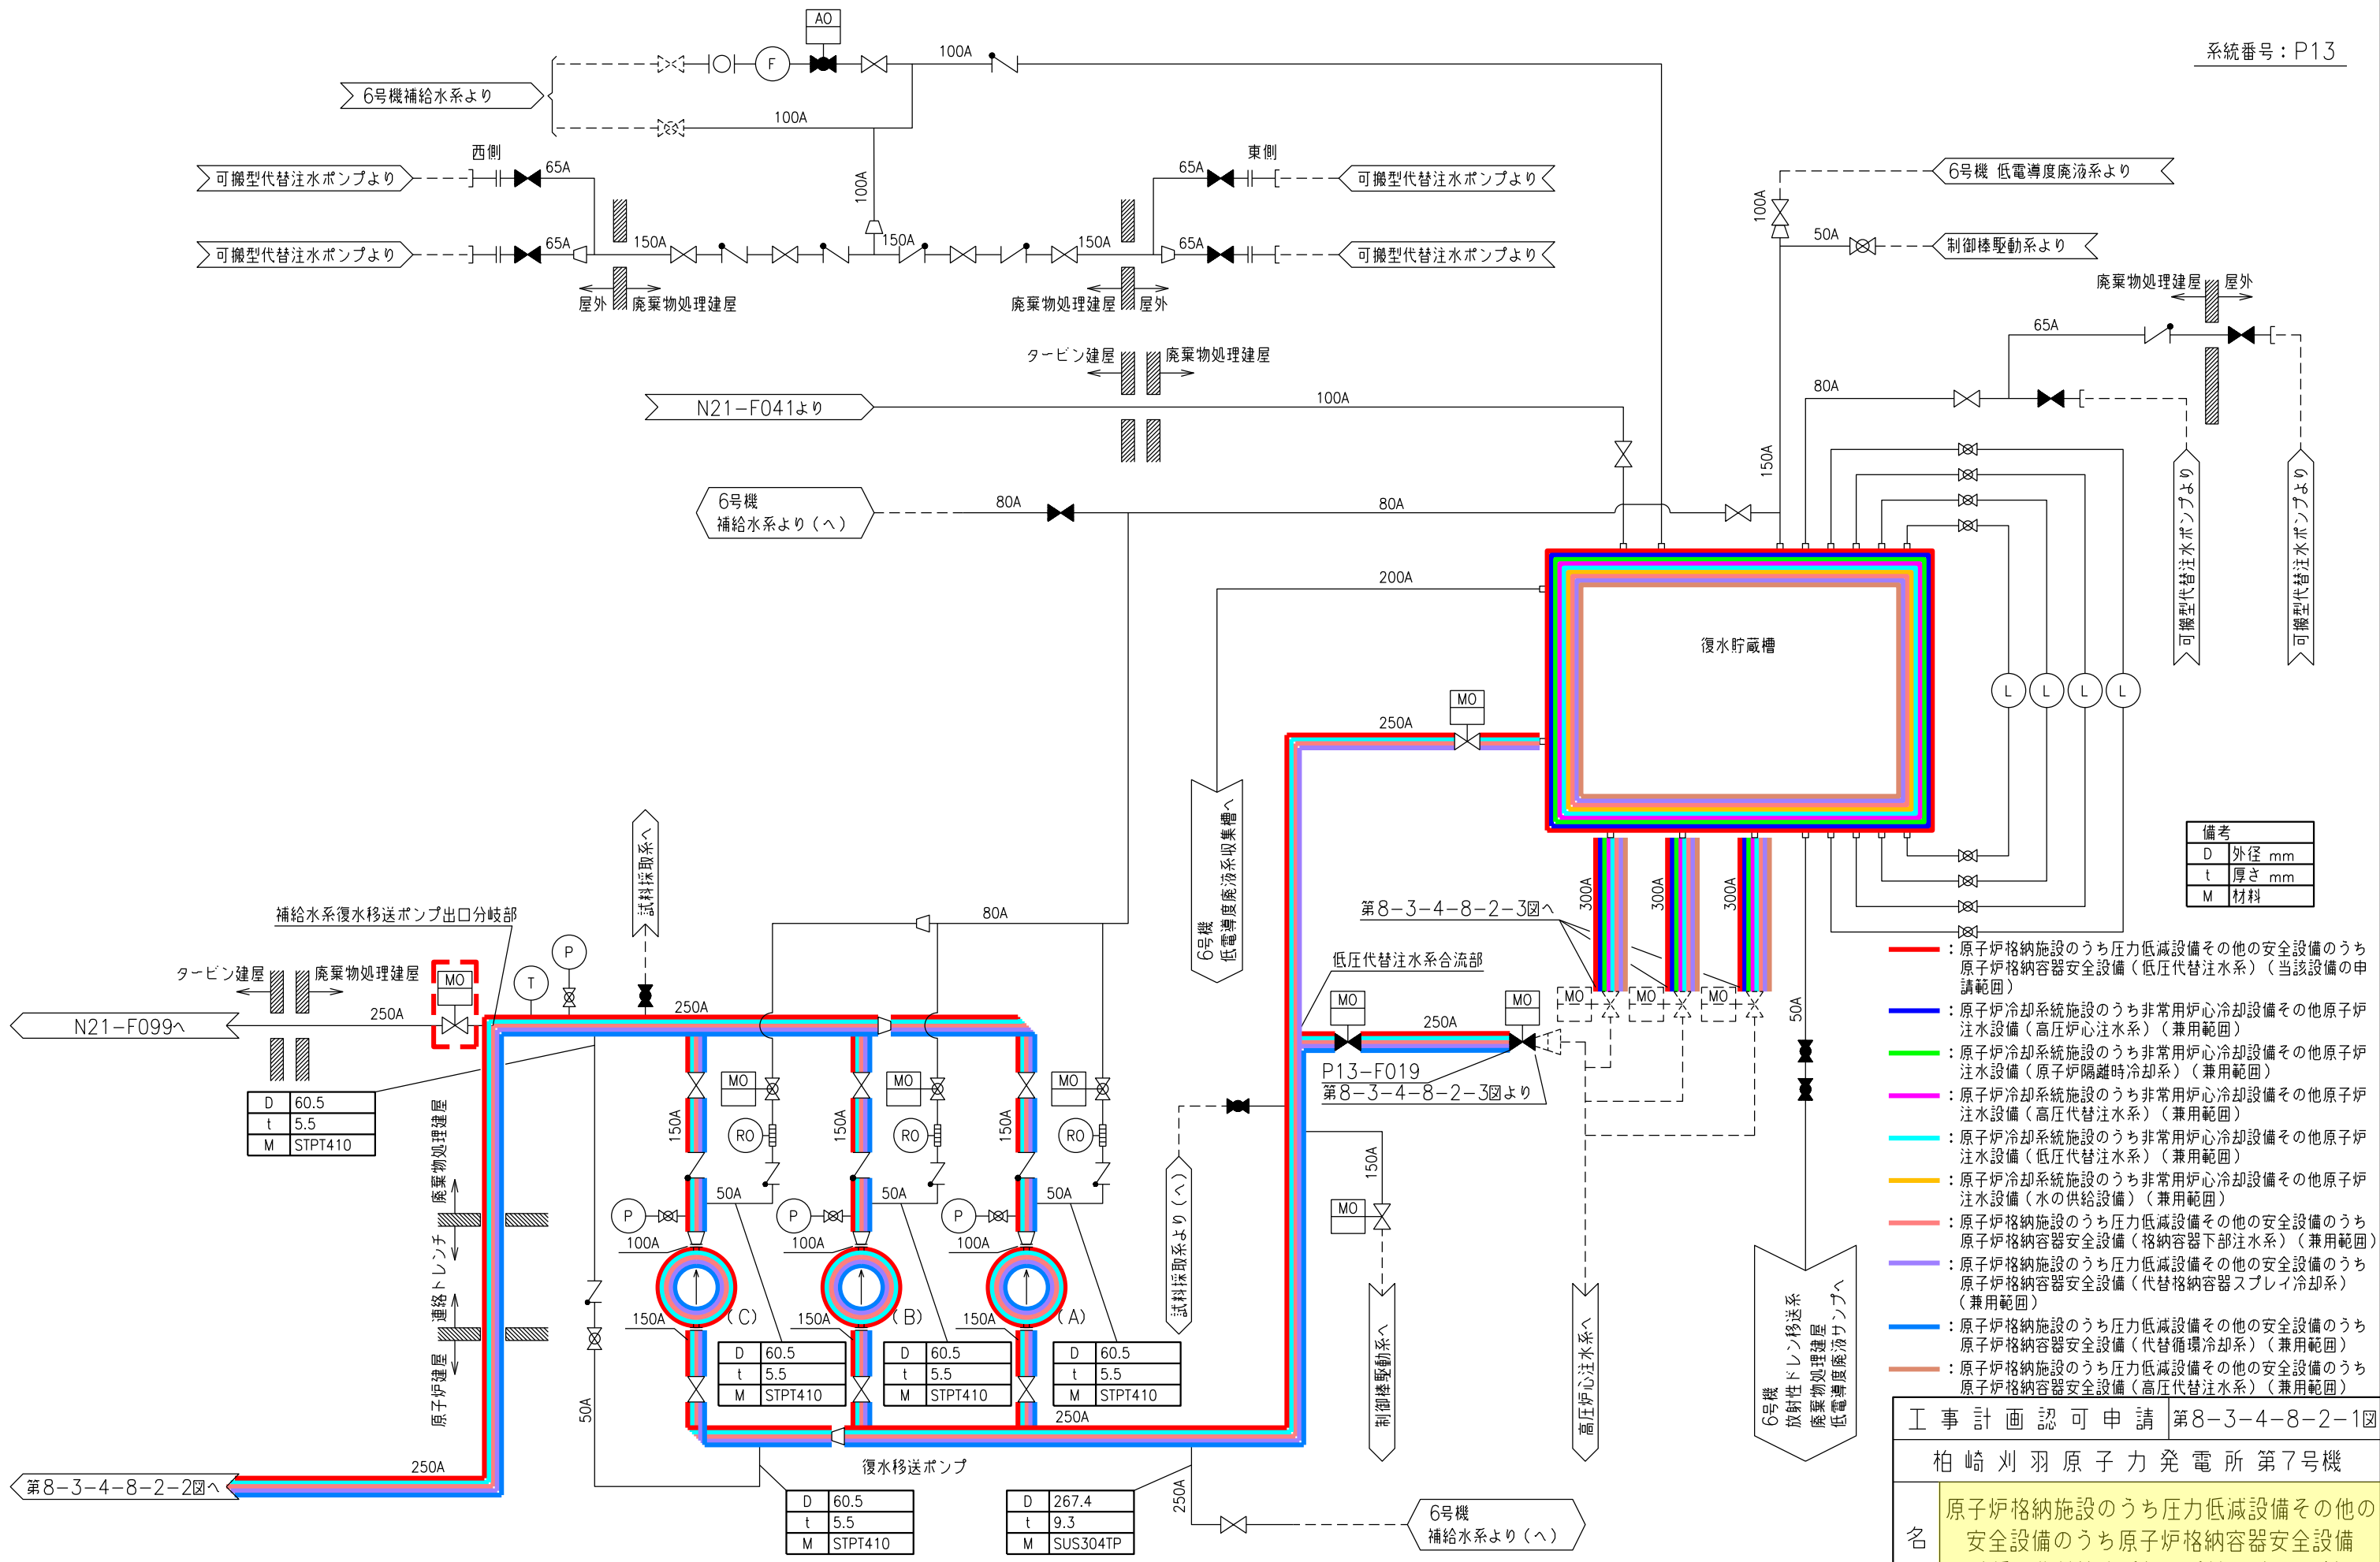 系統番号：P13
AO
F
100A
6号機補給水系より
100A
西側
東側
65A
65A
可搬型代替注水ポンプより
可搬型代替注水ポンプより
100A
6号機 低電導度廃液系より
100A
50A
制御棒駆動系より
可搬型代替注水ポンプより
65A
150A
150A
150A
65A
可搬型代替注水ポンプより
屋外
廃棄物処理建屋
廃棄物処理建屋
屋外
廃棄物処理建屋
屋外
65A
タービン建屋
廃棄物処理建屋
80A
N21-F041より
100A
150A
6号機
補給水系より（へ）
80A
80A
可搬型代替注水ポンプより
可搬型代替注水ポンプより
200A
復水貯蔵槽
L
L
L
L
MO
250A
6号機
低電導度廃液系収集槽へ
備考
D 外径 mm
t 厚さ mm
M 材料
試料採取系へ
300A
300A
300A
第8-3-4-8-2-3図へ
補給水系復水移送ポンプ出口分岐部
80A
低圧代替注水系合流部
タービン建屋
廃棄物処理建屋
MO
T
P
250A
250A
N21-F099へ
MO
MO
250A
MO
MO
MO
50A
P13-F019
第8-3-4-8-2-3図より
D 60.5
t 5.5
M STPT410
MO
MO
MO
150A
150A
150A
RO
RO
RO
50A
50A
50A
P
P
P
100A
100A
100A
廃棄物処理建屋
連絡トレンチ
原子炉建屋
150A
150A
150A
(C)
(B)
(A)
D 60.5
t 5.5
M STPT410
D 60.5
t 5.5
M STPT410
D 60.5
t 5.5
M STPT410
50A
250A
試料採取系より（へ）
150A
MO
制御棒駆動系へ
高圧炉心注水系へ
6号機
放射性ドレン移送系
廃棄物処理建屋
低電導度廃液サンプへ
250A
第8-3-4-8-2-2図へ
復水移送ポンプ
D 60.5
t 5.5
M STPT410
D 267.4
t 9.3
M SUS304TP
250A
6号機
補給水系より（へ）
：原子炉格納施設のうち圧力低減設備その他の安全設備のうち
原子炉格納容器安全設備（低圧代替注水系）（当該設備の申
請範囲）
：原子炉冷却系統施設のうち非常用炉心冷却設備その他原子炉
注水設備（高圧炉心注水系）（兼用範囲）
：原子炉冷却系統施設のうち非常用炉心冷却設備その他原子炉
注水設備（原子炉隔離時冷却系）（兼用範囲）
：原子炉冷却系統施設のうち非常用炉心冷却設備その他原子炉
注水設備（高圧代替注水系）（兼用範囲）
：原子炉冷却系統施設のうち非常用炉心冷却設備その他原子炉
注水設備（低圧代替注水系）（兼用範囲）
：原子炉冷却系統施設のうち非常用炉心冷却設備その他原子炉
注水設備（水の供給設備）（兼用範囲）
：原子炉格納施設のうち圧力低減設備その他の安全設備のうち
原子炉格納容器安全設備（格納容器下部注水系）（兼用範囲）
：原子炉格納施設のうち圧力低減設備その他の安全設備のうち
原子炉格納容器安全設備（代替格納容器スプレイ冷却系）
（兼用範囲）
：原子炉格納施設のうち圧力低減設備その他の安全設備のうち
原子炉格納容器安全設備（代替循環冷却系）（兼用範囲）
：原子炉格納施設のうち圧力低減設備その他の安全設備のうち
原子炉格納容器安全設備（高圧代替注水系）（兼用範囲）
工事計画認可申請 第8-3-4-8-2-1図
柏崎刈羽原子力発電所第7号機
名
原子炉格納施設のうち圧力低減設備その他の
安全設備のうち原子炉格納容器安全設備